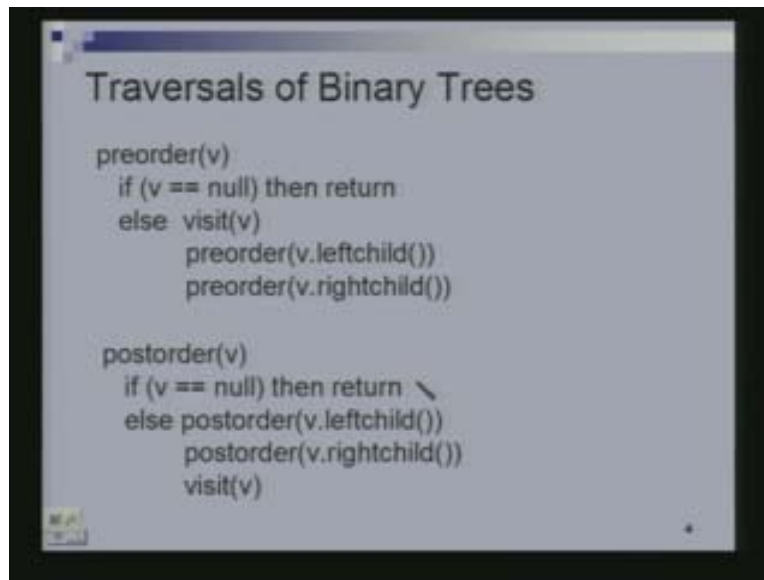 Traversals of Binary Trees
preorder(v)
if (v == null) then return
else visit(v)
preorder(v.leftchild())
preorder(v.rightchild())
postorder(v)
if (v == null) then return
else postorder(v.leftchild())
postorder(v.rightchild())
visit(v)